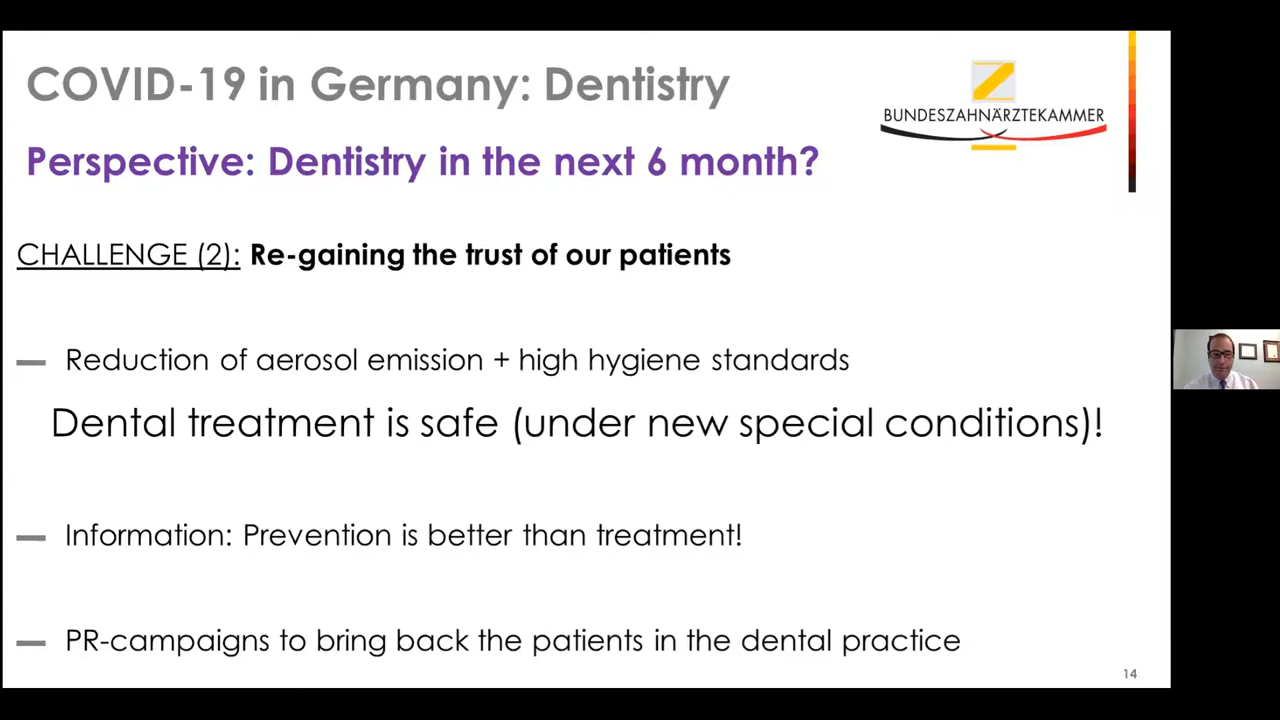 COVID-19 in Germany: Dentistry
BUNDESZAHNÄRZTEKAMMER
Perspective: Dentistry in the next 6 month?
CHALLENGE (2): Re-gaining the trust of our patients
Reduction of aerosol emission + high hygiene standards
Dental treatment is safe (under new special conditions)!
Information: Prevention is better than treatment!
PR-campaigns to bring back the patients in the dental practice
14